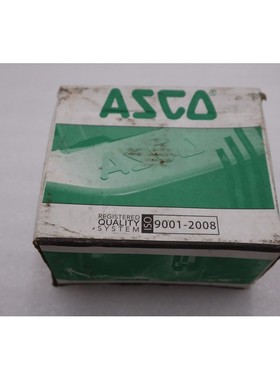 ASCO®
ASCO
REGISTERED
QUALITY
SYSTEM
ISO 9001-2008